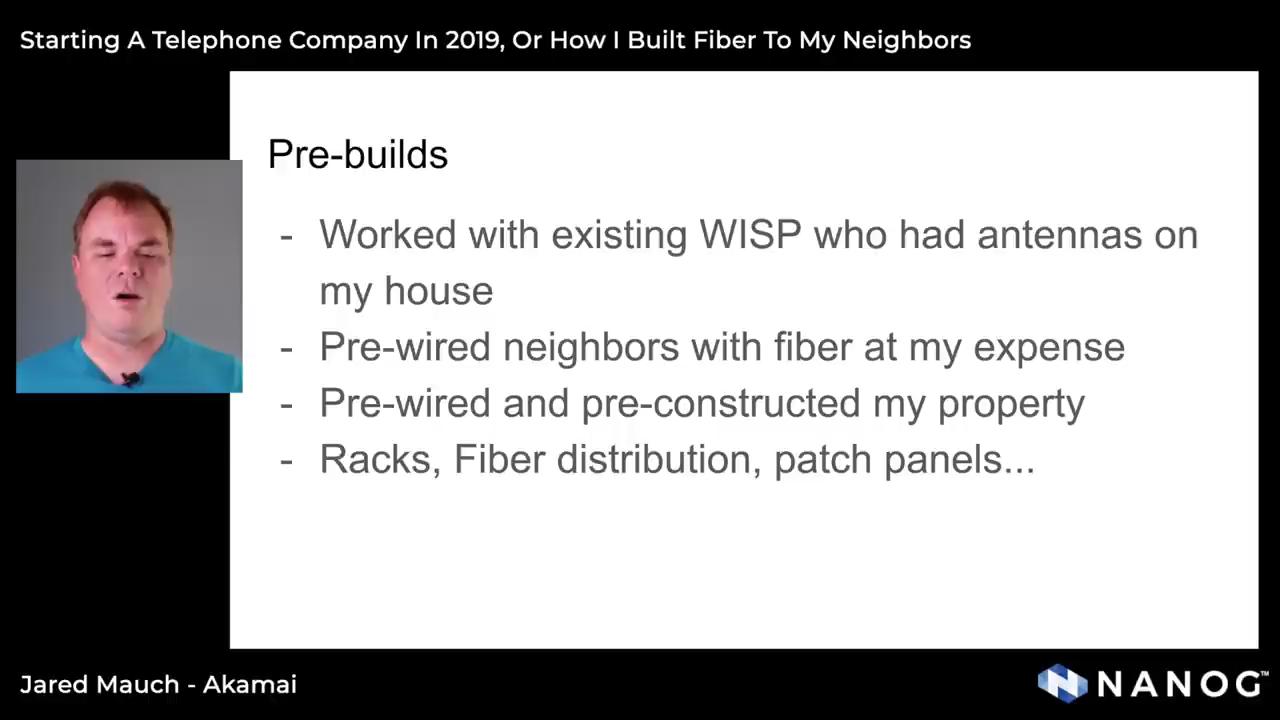 Starting A Telephone Company In 2019, Or How I Built Fiber To My Neighbors
Pre-builds
- Worked with existing WISP who had antennas on
my house
- Pre-wired neighbors with fiber at my expense
- Pre-wired and pre-constructed my property
- Racks, Fiber distribution, patch panels...
Jared Mauch - Akamai
NANOG™